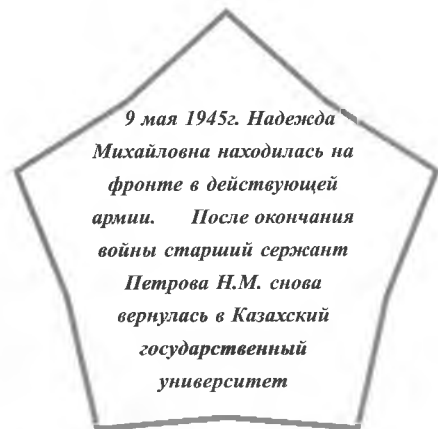 9 мая 1945г. Надежда
Михайловна находилась на
фронте в действующей
армии. После окончания
войны старший сержант
Петрова Н.М. снова
вернулась в Казахский
государственный
университет